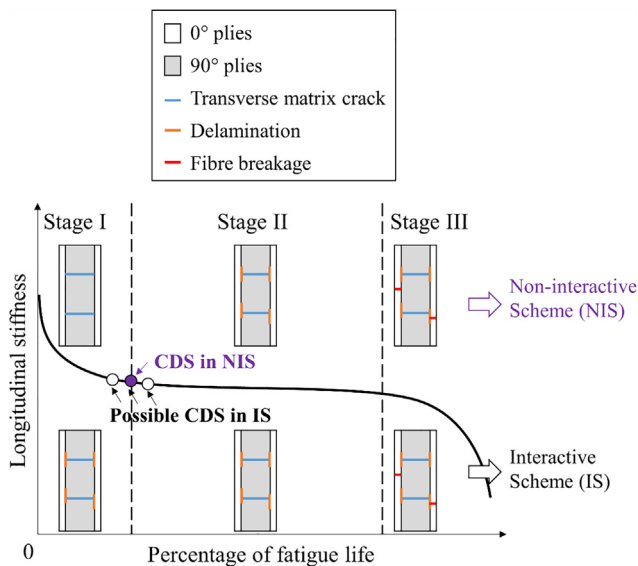 0° plies
90° plies
Transverse matrix crack
Delamination
Fibre breakage
Stage I
Stage II
Stage III
Longitudinal stiffness
Non-interactive
Scheme (NIS)
CDS in NIS
Possible CDS in IS
Interactive
Scheme (IS)
0
Percentage of fatigue life